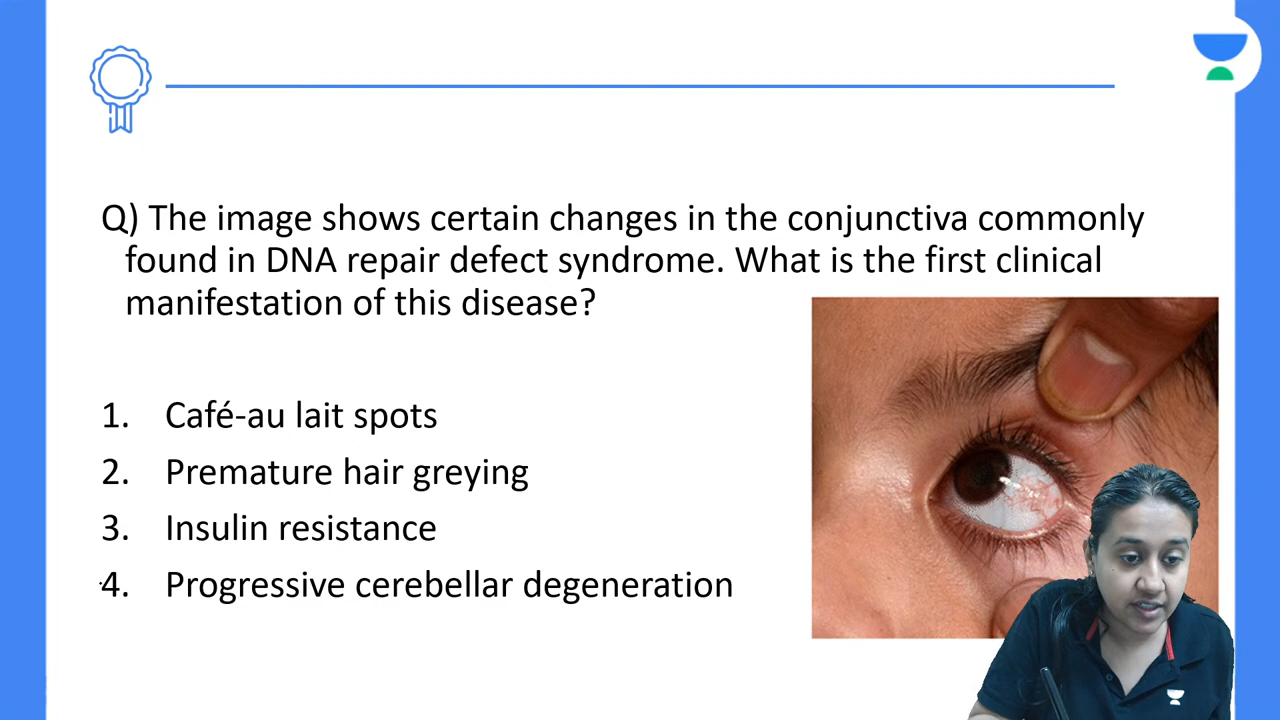 Q) The image shows certain changes in the conjunctiva commonly
found in DNA repair defect syndrome. What is the first clinical
manifestation of this disease?
1. Café-au lait spots
2. Premature hair greying
3. Insulin resistance
4. Progressive cerebellar degeneration